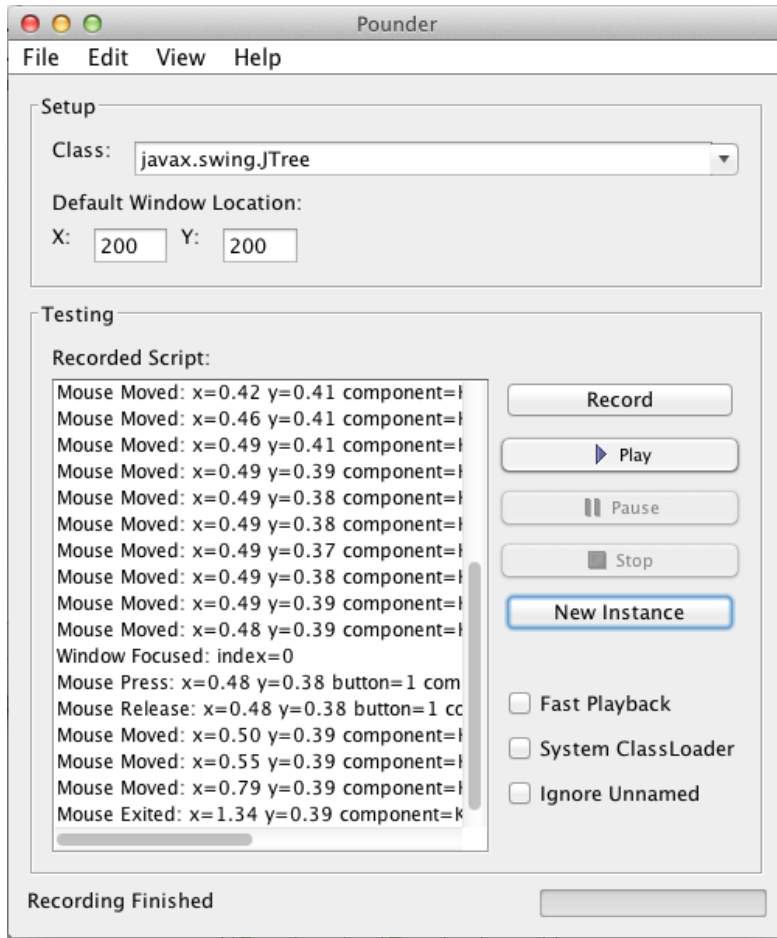 Pounder
File Edit View Help
Setup
Class: javax.swing.JTree
Default Window Location:
X: 200 Y: 200
Testing
Recorded Script:
Mouse Moved: x=0.42 y=0.41 component=
Mouse Moved: x=0.46 y=0.41 component=
Mouse Moved: x=0.49 y=0.41 component=
Mouse Moved: x=0.49 y=0.39 component=
Mouse Moved: x=0.49 y=0.38 component=
Mouse Moved: x=0.49 y=0.38 component=
Mouse Moved: x=0.49 y=0.37 component=
Mouse Moved: x=0.49 y=0.38 component=
Mouse Moved: x=0.49 y=0.39 component=
Mouse Moved: x=0.48 y=0.39 component=
Window Focused: index=0
Mouse Press: x=0.48 y=0.38 button=1 com
Mouse Release: x=0.48 y=0.38 button=1 co
Mouse Moved: x=0.50 y=0.39 component=
Mouse Moved: x=0.55 y=0.39 component=
Mouse Moved: x=0.79 y=0.39 component=
Mouse Exited: x=1.34 y=0.39 component=K
Record
Play
Pause
Stop
New Instance
Fast Playback
System ClassLoader
Ignore Unnamed
Recording Finished